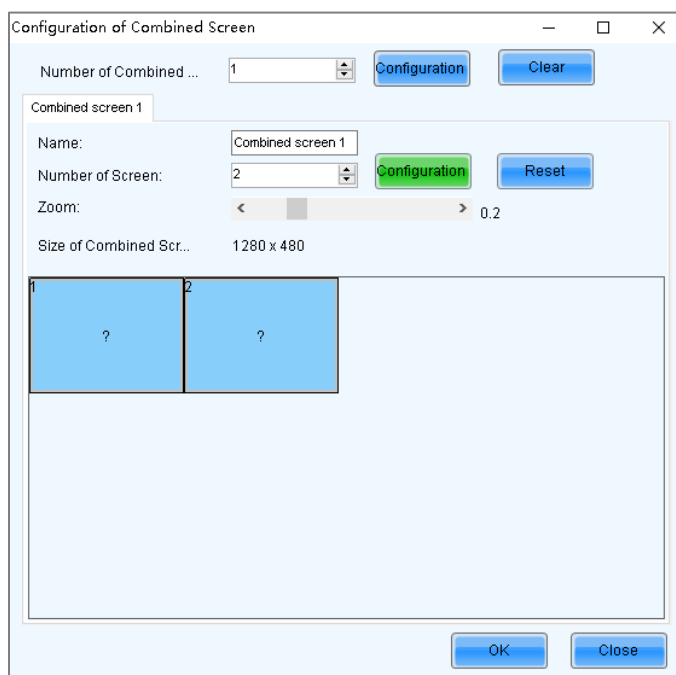 Configuration of Combined Screen
Number of Combined ... 1 Configuration Clear
Combined screen 1
Name: Combined screen 1
Number of Screen: 2 Configuration Reset
Zoom: 0.2
Size of Combined Scr... 1280 x 480
1 2
? ?
OK Close